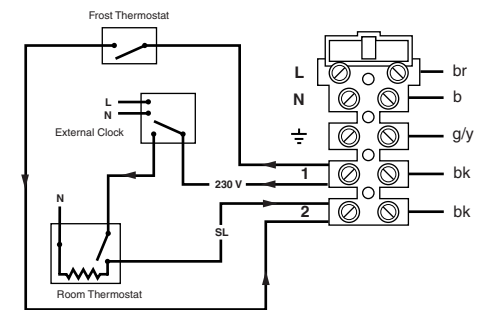 Frost Thermostat
L
br
L
N
b
N
External Clock
⏚
g/y
1
bk
230 V
N
2
bk
SL
Room Thermostat